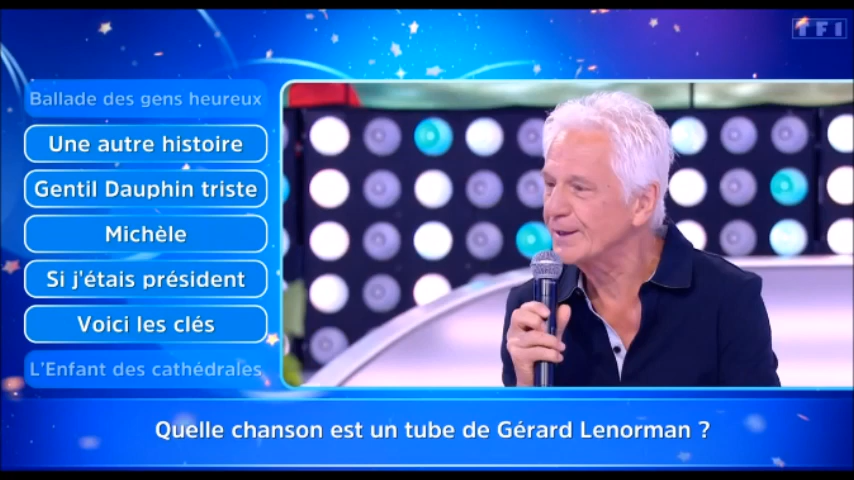 TF1
Ballade des gens heureux
Une autre histoire
Gentil Dauphin triste
Michèle
Si j'étais président
Voici les clés
L'Enfant des cathédrales
Quelle chanson est un tube de Gérard Lenorman ?